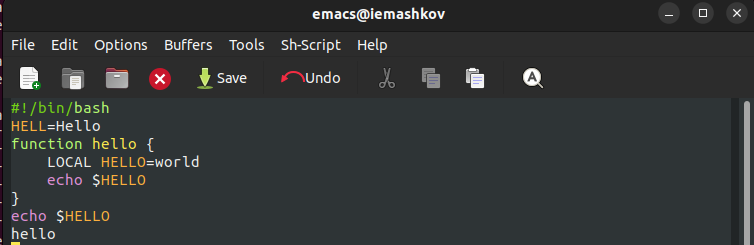 emacs@iemashkov
File Edit Options Buffers Tools Sh-Script Help
Save Undo
#!/bin/bash
HELL=Hello
function hello {
    LOCAL HELLO=world
    echo $HELLO
}
echo $HELLO
hello